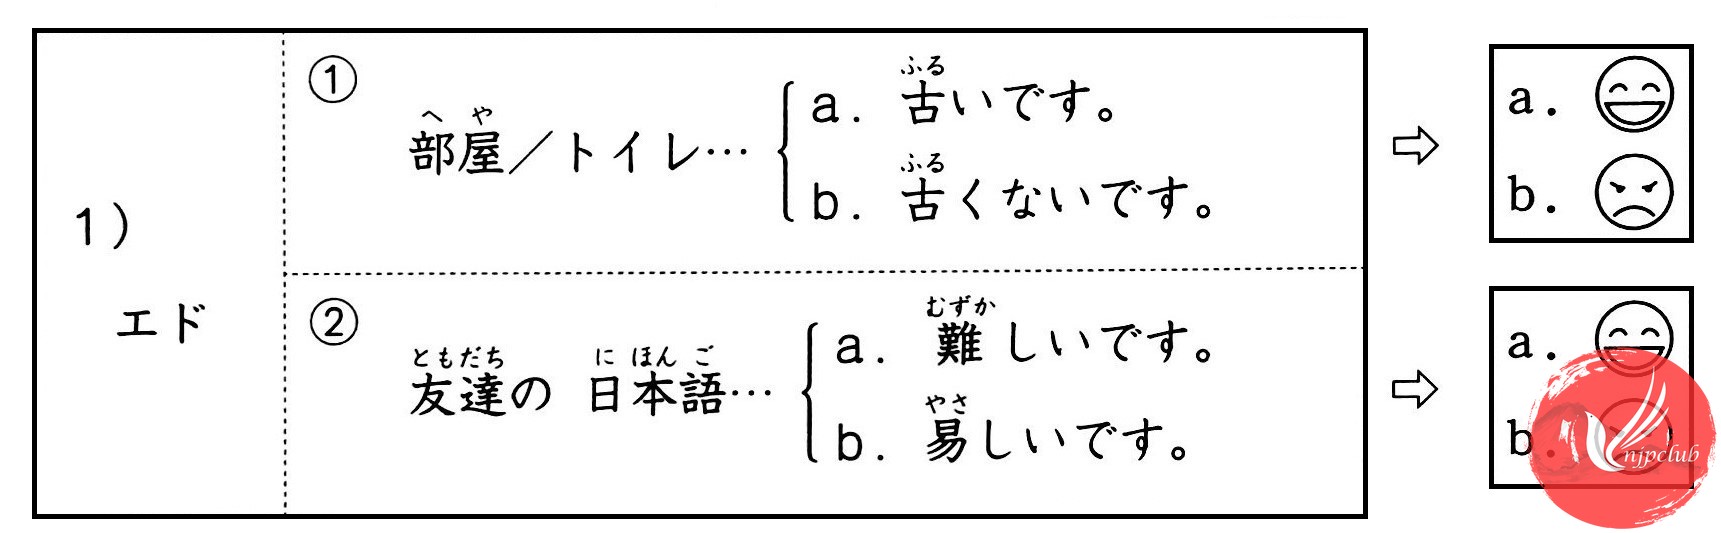 1)
エド
①
へ や
部屋／トイレ…
ふる
a. 古いです。
ふる
b. 古くないです。
a.
b.
②
ともだち に ほん ご
友達の 日本語…
むずか
a. 難しいです。
やさ
b. 易しいです。
a.
b.
njpclub